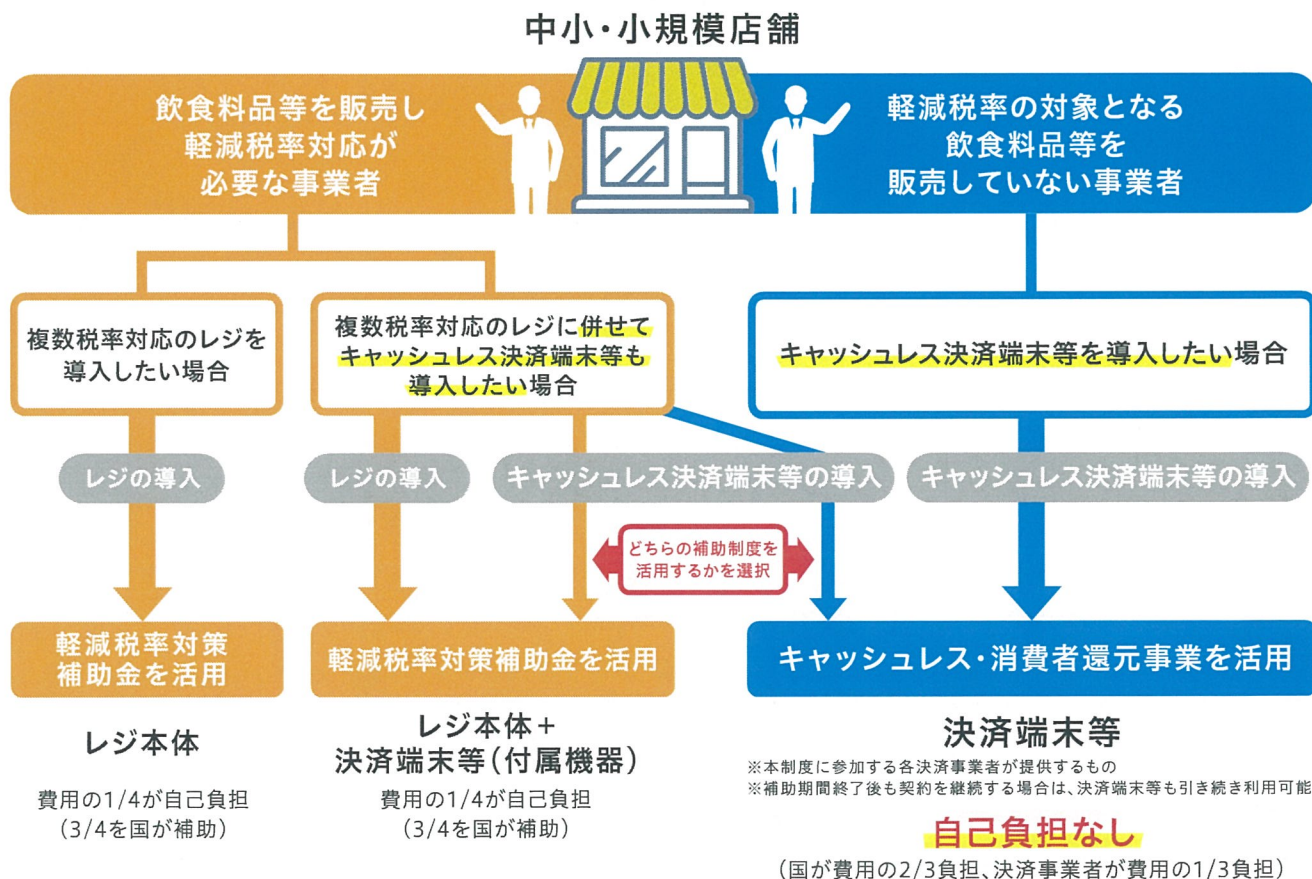 中小・小規模店舗
飲食料品等を販売し
軽減税率対応が
必要な事業者
軽減税率の対象となる
飲食料品等を
販売していない事業者
複数税率対応のレジを
導入したい場合
複数税率対応のレジに併せて
キャッシュレス決済端末等も
導入したい場合
キャッシュレス決済端末等を導入したい場合
レジの導入
レジの導入
キャッシュレス決済端末等の導入
キャッシュレス決済端末等の導入
どちらの補助制度を
活用するかを選択
軽減税率対策
補助金を活用
軽減税率対策補助金を活用
キャッシュレス・消費者還元事業を活用
レジ本体
費用の1/4が自己負担
(3/4を国が補助)
レジ本体+
決済端末等(付属機器)
費用の1/4が自己負担
(3/4を国が補助)
決済端末等
※本制度に参加する各決済事業者が提供するもの
※補助期間終了後も契約を継続する場合は、決済端末等も引き続き利用可能
自己負担なし
(国が費用の2/3負担、決済事業者が費用の1/3負担)